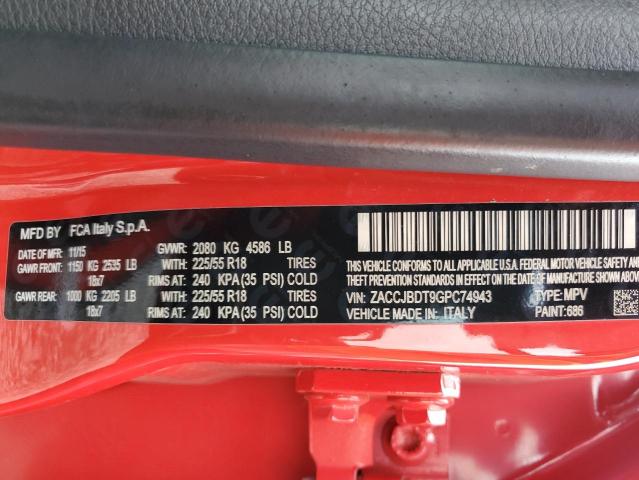 MFD BY FCA Italy S.p.A.
DATE OF MFR: 11/15 GVWR: 2080 KG 4586 LB
GAWR FRONT: 1150 KG 2535 LB WITH: 225/55 R18 TIRES
18x7 RIMS AT: 240 KPA(35 PSI) COLD
GAWR REAR: 1000 KG 2205 LB WITH: 225/55 R18 TIRES
18x7 RIMS AT: 240 KPA(35 PSI) COLD
THIS VEHICLE CONFORMS TO ALL APPLICABLE U.S.A. FEDERAL MOTOR VEHICLE SAFETY AND
THEFT PREVENTION STANDARDS IN EFFECT ON THE DATE OF MANUFACTURE SHOWN ABOVE
VIN: ZACCJBDT9GPC74943 TYPE: MPV
VEHICLE MADE IN: ITALY PAINT: 686